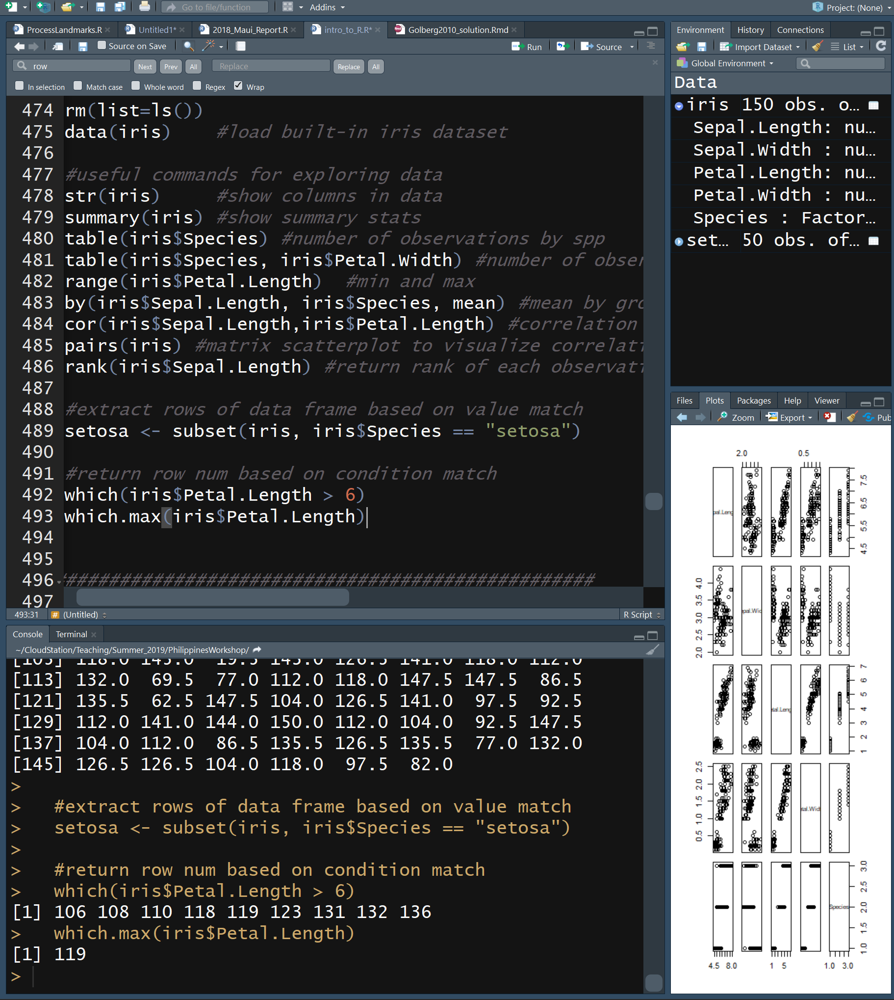 Go to file/function
Addins
Project: (None)
ProcessLandmarks.R
Untitled1*
2018_Maui_Report.R
intro_to_R.R*
Golberg2010_solution.Rmd
Source on Save
Run
Source
row
Next
Prev
All
Replace
Replace
All
In selection
Match case
Whole word
Regex
Wrap
474 rm(list=ls())
475 data(iris) #load built-in iris dataset
476
477 #useful commands for exploring data
478 str(iris) #show columns in data
479 summary(iris) #show summary stats
480 table(iris$Species) #number of observations by spp
481 table(iris$Species, iris$Petal.Width) #number of obser
482 range(iris$Petal.Length) #min and max
483 by(iris$Sepal.Length, iris$Species, mean) #mean by gro
484 cor(iris$Sepal.Length,iris$Petal.Length) #correlation
485 pairs(iris) #matrix scatterplot to visualize correlati
486 rank(iris$Sepal.Length) #return rank of each observati
487
488 #extract rows of data frame based on value match
489 setosa <- subset(iris, iris$Species == "setosa")
490
491 #return row num based on condition match
492 which(iris$Petal.Length > 6)
493 which.max(iris$Petal.Length)
494
495
496 ##################################################
497
493:31
# (Untitled)
R Script
Console
Terminal
~/CloudStation/Teaching/Summer_2019/PhilippinesWorkshop/
[105] 118.0 143.0 19.5 143.0 126.5 141.0 118.0 112.0
[113] 132.0 69.5 77.0 112.0 118.0 147.5 147.5 86.5
[121] 135.5 62.5 147.5 104.0 126.5 141.0 97.5 92.5
[129] 112.0 141.0 144.0 150.0 112.0 104.0 92.5 147.5
[137] 104.0 112.0 86.5 135.5 126.5 135.5 77.0 132.0
[145] 126.5 126.5 104.0 118.0 97.5 82.0
>
> #extract rows of data frame based on value match
> setosa <- subset(iris, iris$Species == "setosa")
>
> #return row num based on condition match
> which(iris$Petal.Length > 6)
[1] 106 108 110 118 119 123 131 132 136
> which.max(iris$Petal.Length)
[1] 119
>
Environment
History
Connections
Import Dataset
List
Global Environment
Data
iris 150 obs. o…
Sepal.Length: nu…
Sepal.Width : nu…
Petal.Length: nu…
Petal.Width : nu…
Species : Factor…
set… 50 obs. of…
Files
Plots
Packages
Help
Viewer
Zoom
Export
Pub
2.0 0.5
pal.Leng
4.5 5.5 6.5 7.5
2.0 2.5 3.0 3.5 4.0
pal.Wid
tal.Leng
1 2 3 4 5 6 7
0.5 1.0 1.5 2.0 2.5
tal.Widt
Species
1.0 1.5 2.0 2.5 3.0
4.5 8.0 1 5 1.0 3.0